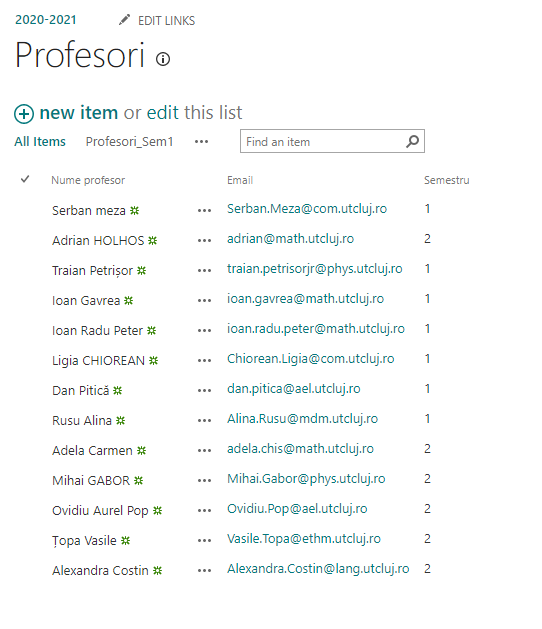 2020-2021 EDIT LINKS
Profesori
new item or edit this list
All Items Profesori_Sem1 ... Find an item
Nume profesor Email Semestru
Serban meza ... Serban.Meza@com.utcluj.ro 1
Adrian HOLHOS ... adrian@math.utcluj.ro 2
Traian Petrișor ... traian.petrisorjr@phys.utcluj.ro 1
Ioan Gavrea ... ioan.gavrea@math.utcluj.ro 1
Ioan Radu Peter ... ioan.radu.peter@math.utcluj.ro 1
Ligia CHIOREAN ... Chiorean.Ligia@com.utcluj.ro 1
Dan Pitică ... dan.pitica@ael.utcluj.ro 1
Rusu Alina ... Alina.Rusu@mdm.utcluj.ro 1
Adela Carmen ... adela.chis@math.utcluj.ro 2
Mihai GABOR ... Mihai.Gabor@phys.utcluj.ro 2
Ovidiu Aurel Pop ... Ovidiu.Pop@ael.utcluj.ro 2
Țopa Vasile ... Vasile.Topa@ethm.utcluj.ro 2
Alexandra Costin ... Alexandra.Costin@lang.utcluj.ro 2